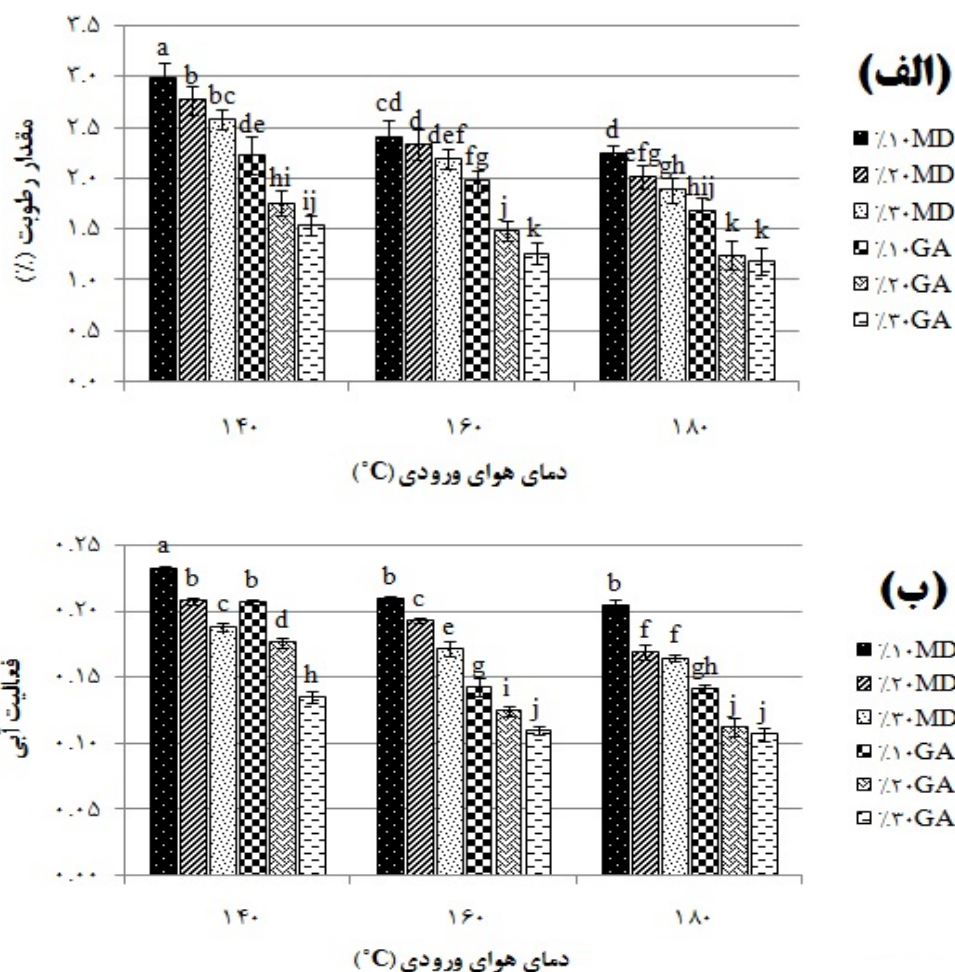 (الف)
مقدار رطوبت (٪)
۳.۵
۳.۰
۲.۵
۲.۰
۱.۵
۱.۰
۰.۵
۰.۰
a
b
bc
de
hi
ij
cd
d
def
fg
j
k
d
efg
gh
hij
k
k
۱۴۰
۱۶۰
۱۸۰
دمای هوای ورودی (°C)
٪۱۰MD
٪۲۰MD
٪۳۰MD
٪۱۰GA
٪۲۰GA
٪۳۰GA
(ب)
فعالیت آبی
۰.۲۵
۰.۲۰
۰.۱۵
۰.۱۰
۰.۰۵
۰.۰۰
a
b
c
b
d
h
b
c
e
g
i
j
b
f
f
gh
j
j
۱۴۰
۱۶۰
۱۸۰
دمای هوای ورودی (°C)
٪۱۰MD
٪۲۰MD
٪۳۰MD
٪۱۰GA
٪۲۰GA
٪۳۰GA